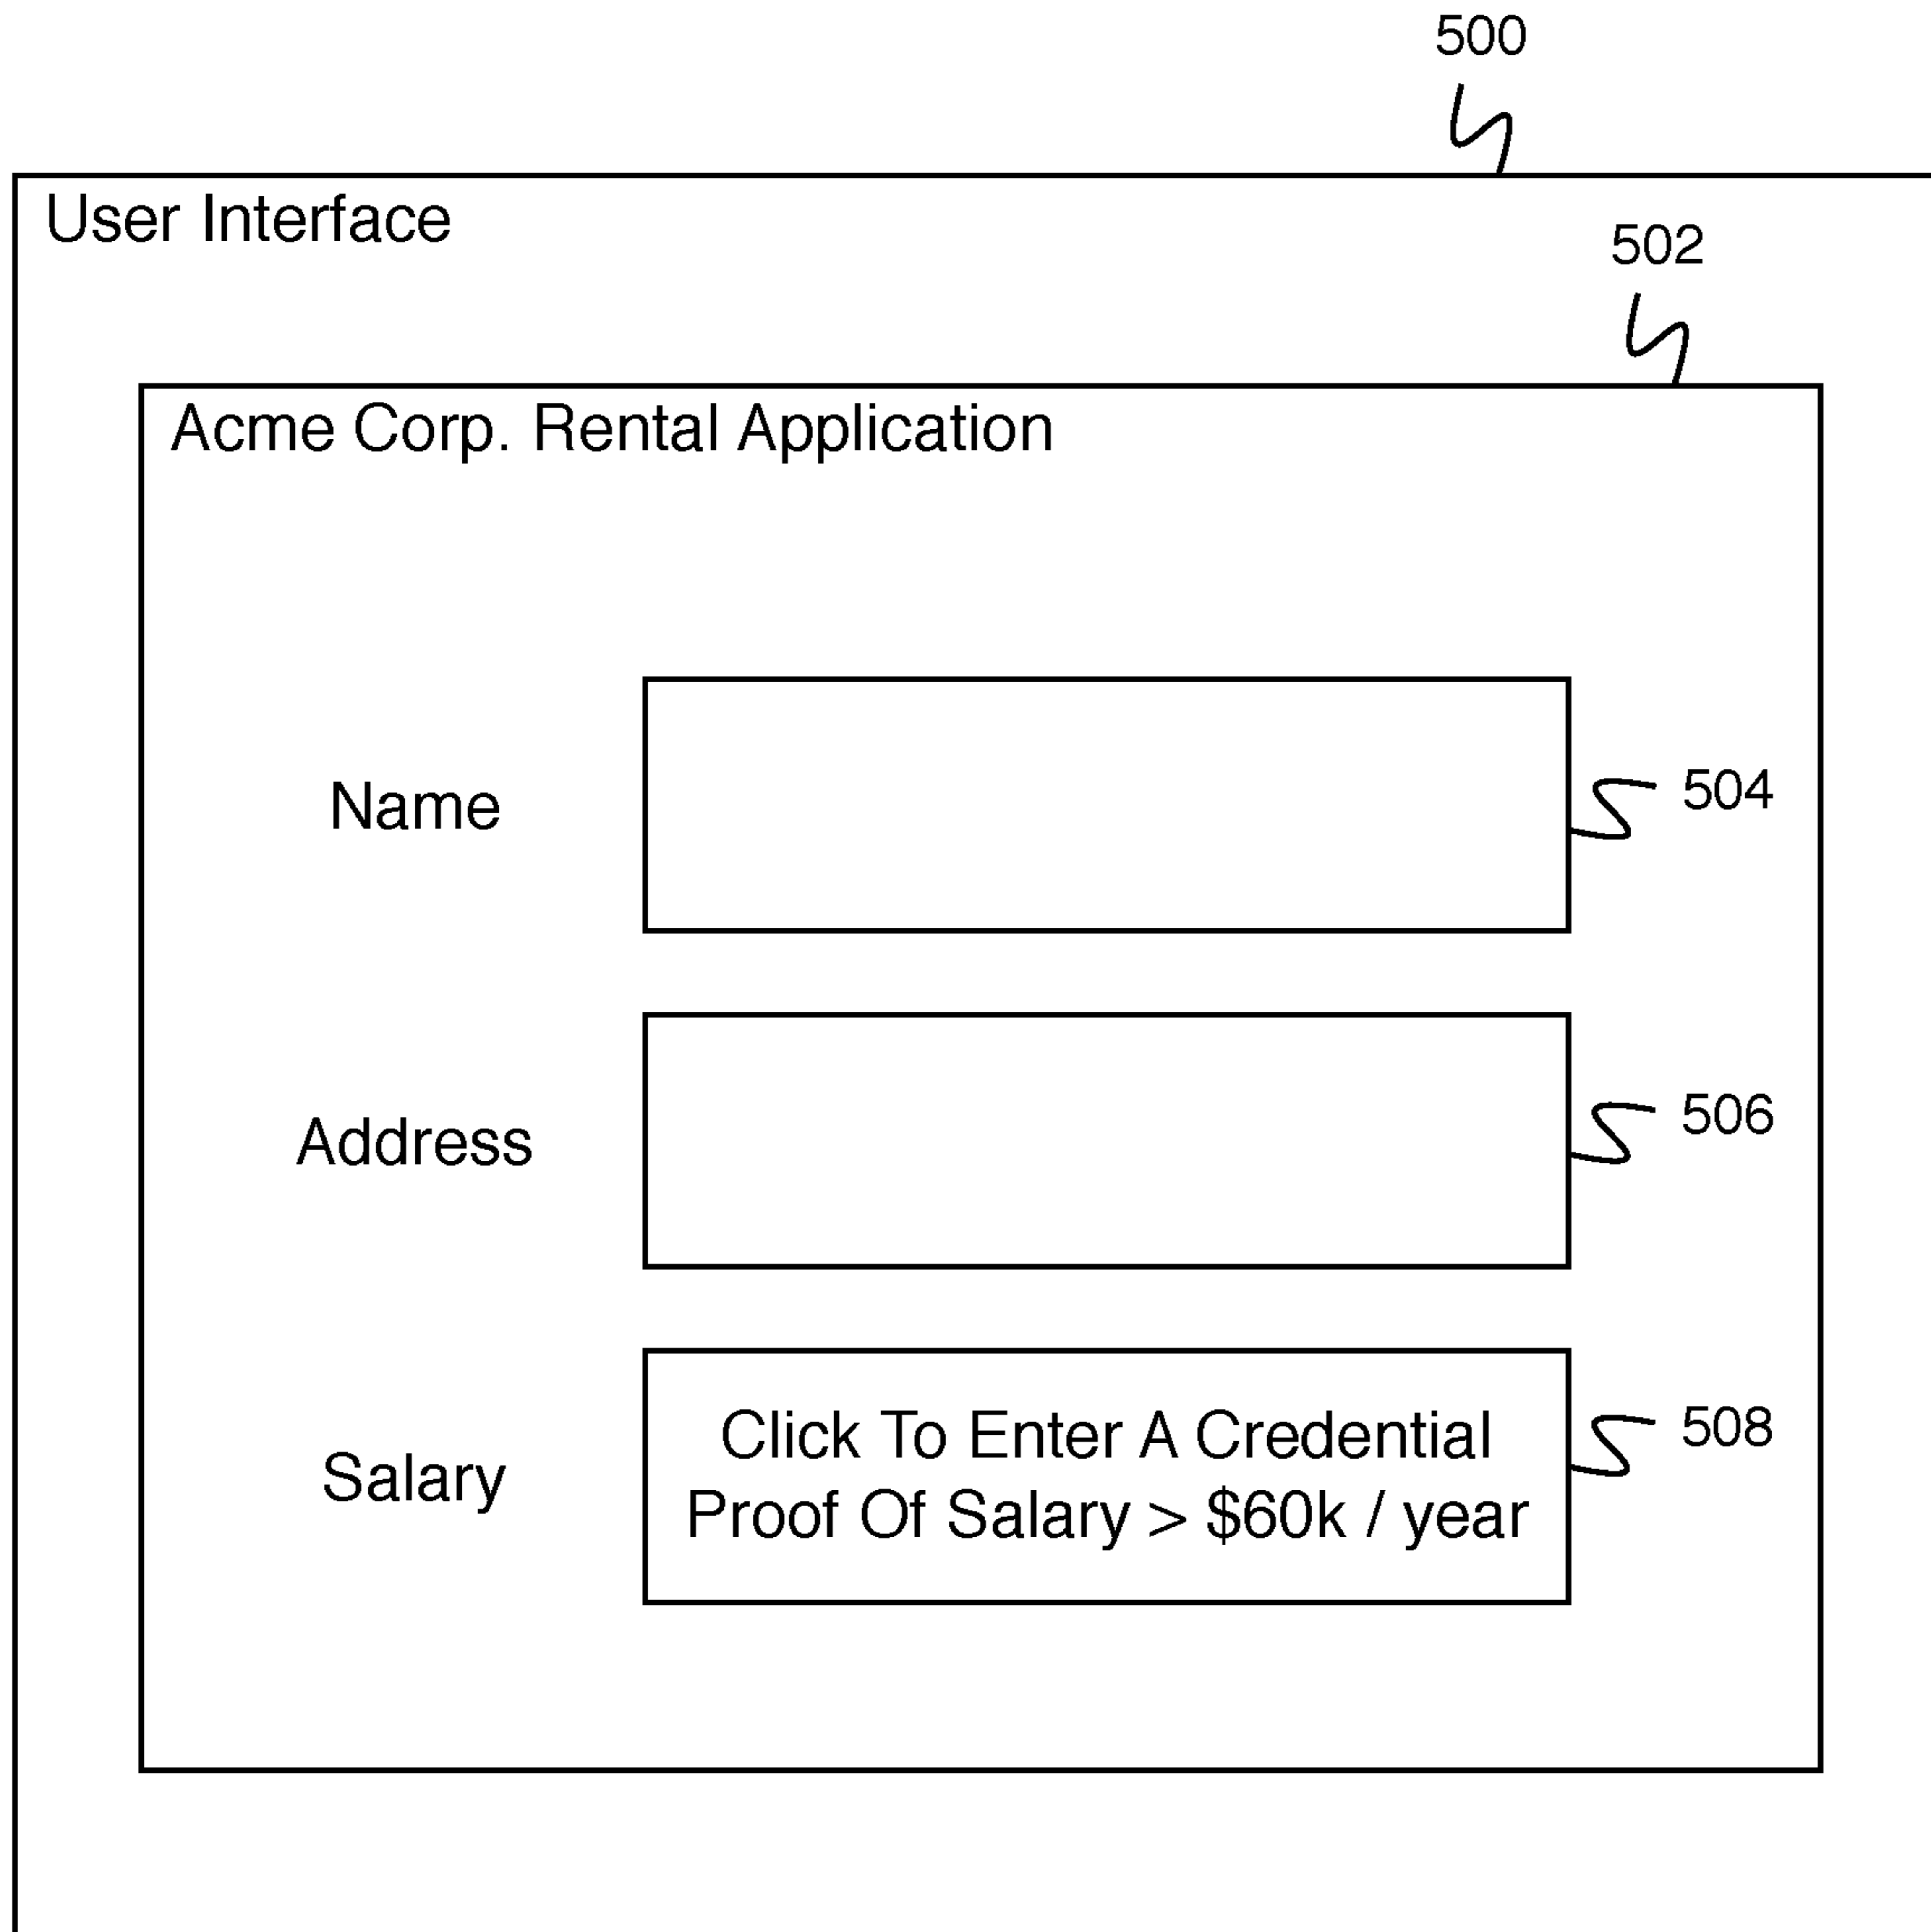 500
User Interface
502
Acme Corp. Rental Application
Name
504
Address
506
Salary
Click To Enter A Credential
Proof Of Salary > $60k / year
508